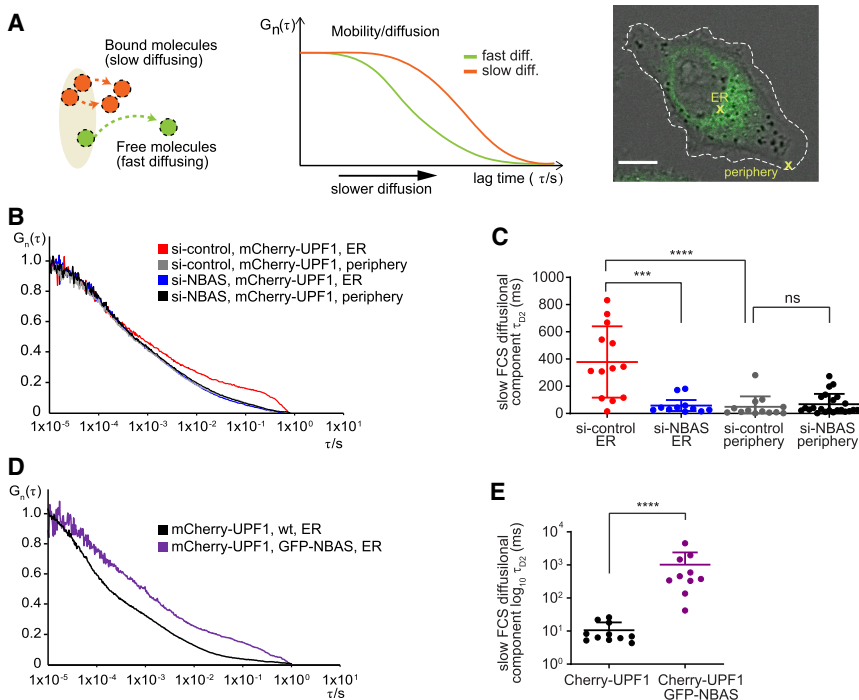 A
Bound molecules
(slow diffusing)
Free molecules
(fast diffusing)
Gn(τ)
Mobility/diffusion
fast diff.
slow diff.
slower diffusion
lag time ( τ/s)
ER
x
periphery
x
B
Gn(τ)
1.0
0.8
0.6
0.4
0.2
0
si-control, mCherry-UPF1, ER
si-control, mCherry-UPF1, periphery
si-NBAS, mCherry-UPF1, ER
si-NBAS, mCherry-UPF1, periphery
1x10-5 1x10-4 1x10-3 1x10-2 1x10-1 1x100 1x101
τ/s
C
slow FCS diffusilonal
component τD2 (ms)
1000
800
600
400
200
0
****
***
ns
si-control ER
si-NBAS ER
si-control periphery
si-NBAS periphery
D
Gn(τ)
1.0
0.8
0.6
0.4
0.2
0
mCherry-UPF1, wt, ER
mCherry-UPF1, GFP-NBAS, ER
1x10-5 1x10-4 1x10-3 1x10-2 1x10-1 1x100 1x101
τ/s
E
slow FCS diffusilonal
component log10 τD2 (ms)
104
103
102
101
100
****
Cherry-UPF1
Cherry-UPF1
GFP-NBAS